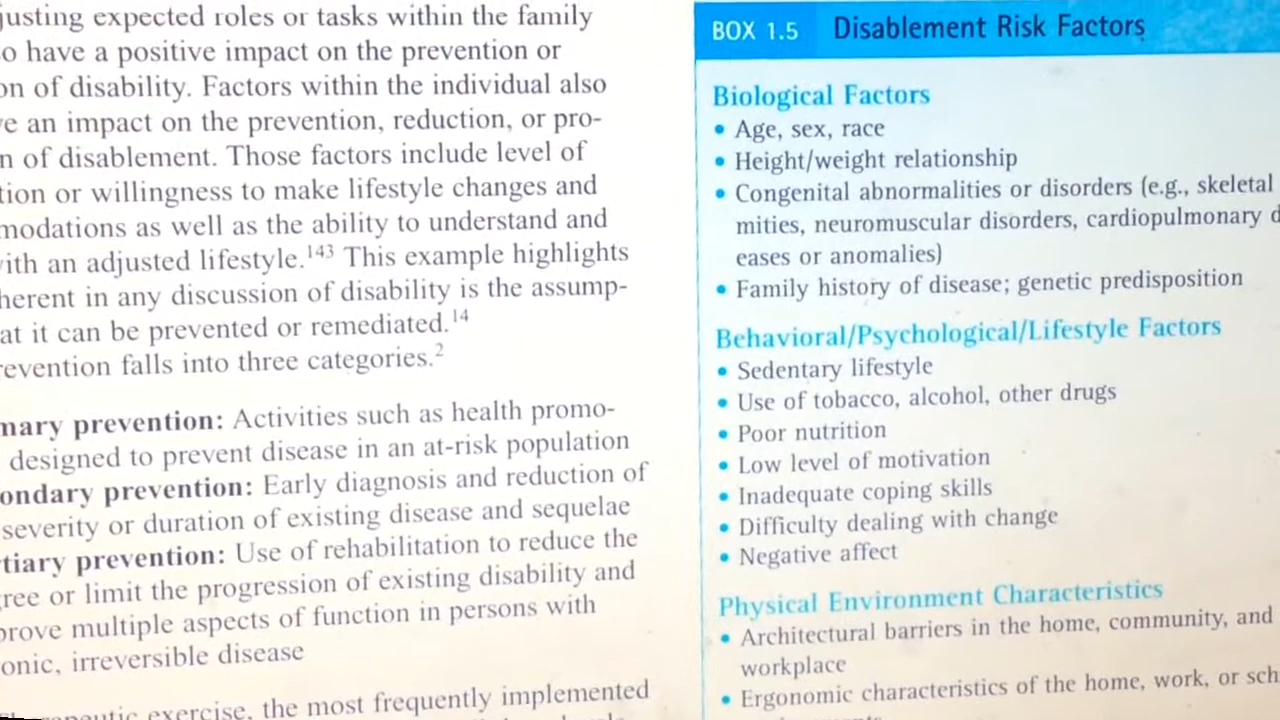 justing expected roles or tasks within the family
o have a positive impact on the prevention or
on of disability. Factors within the individual also
e an impact on the prevention, reduction, or pro-
n of disablement. Those factors include level of
tion or willingness to make lifestyle changes and
modations as well as the ability to understand and
ith an adjusted lifestyle.143 This example highlights
herent in any discussion of disability is the assump-
at it can be prevented or remediated.14
evention falls into three categories.2
mary prevention: Activities such as health promo-
designed to prevent disease in an at-risk population
ondary prevention: Early diagnosis and reduction of
severity or duration of existing disease and sequelae
tiary prevention: Use of rehabilitation to reduce the
ree or limit the progression of existing disability and
prove multiple aspects of function in persons with
onic, irreversible disease
exercise, the most frequently implemented
BOX 1.5 Disablement Risk Factors
Biological Factors
• Age, sex, race
• Height/weight relationship
• Congenital abnormalities or disorders (e.g., skeletal
mities, neuromuscular disorders, cardiopulmonary d
eases or anomalies)
• Family history of disease; genetic predisposition
Behavioral/Psychological/Lifestyle Factors
• Sedentary lifestyle
• Use of tobacco, alcohol, other drugs
• Poor nutrition
• Low level of motivation
• Inadequate coping skills
• Difficulty dealing with change
• Negative affect
Physical Environment Characteristics
• Architectural barriers in the home, community, and
workplace
• Ergonomic characteristics of the home, work, or sch